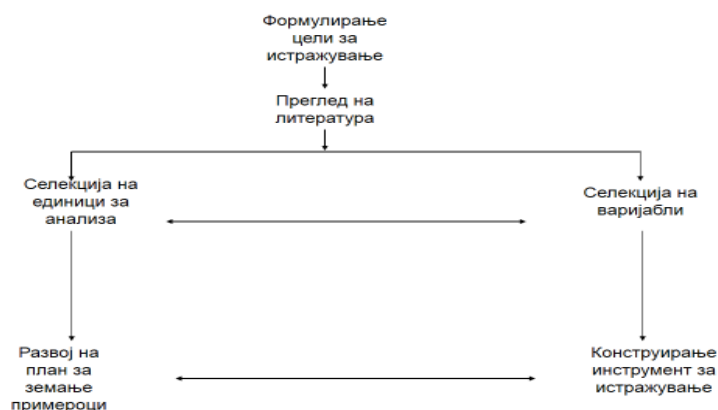 Формулирање
цели за
истражување
Преглед на
литература
Селекција на
единици за
анализа
Селекција на
варијабли
Развој на
план за
земање
примероци
Конструирање
инструмент за
истражување